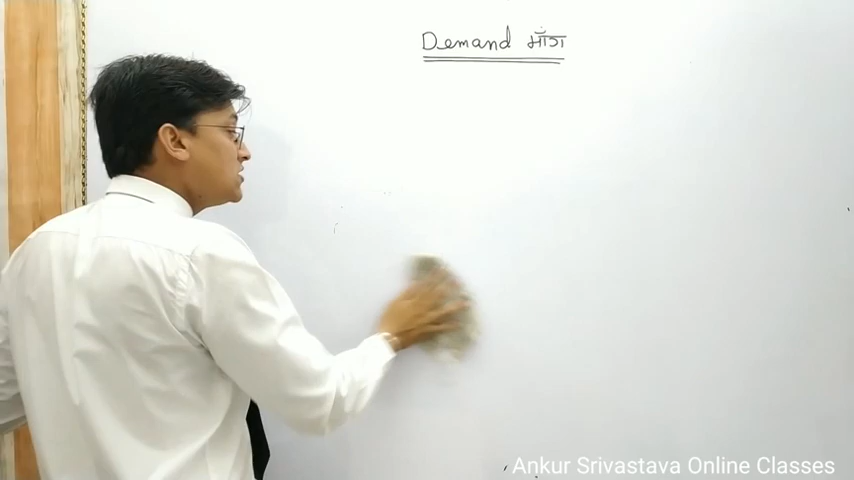 Demand माँग
Ankur Srivastava Online Classes